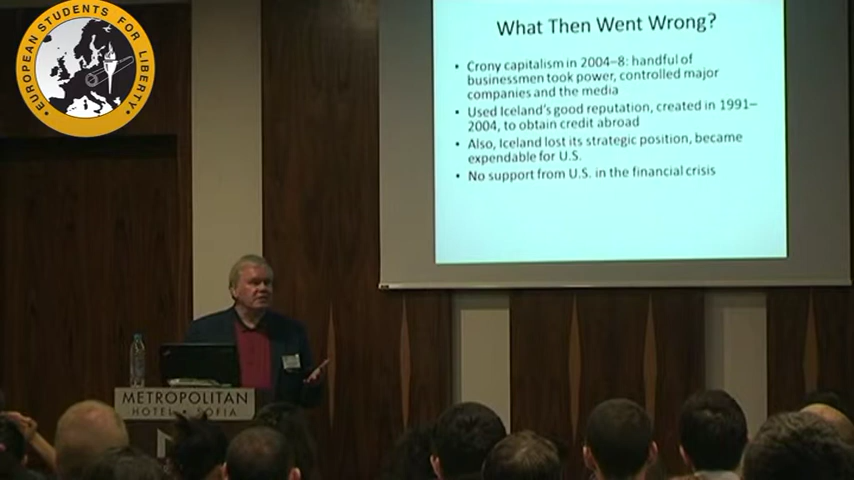 EUROPEAN STUDENTS FOR LIBERTY
What Then Went Wrong?
• Crony capitalism in 2004–8: handful of
businessmen took power, controlled major
companies and the media
• Used Iceland's good reputation, created in 1991–
2004, to obtain credit abroad
• Also, Iceland lost its strategic position, became
expendable for U.S.
• No support from U.S. in the financial crisis
METROPOLITAN
HOTEL • SOFIA